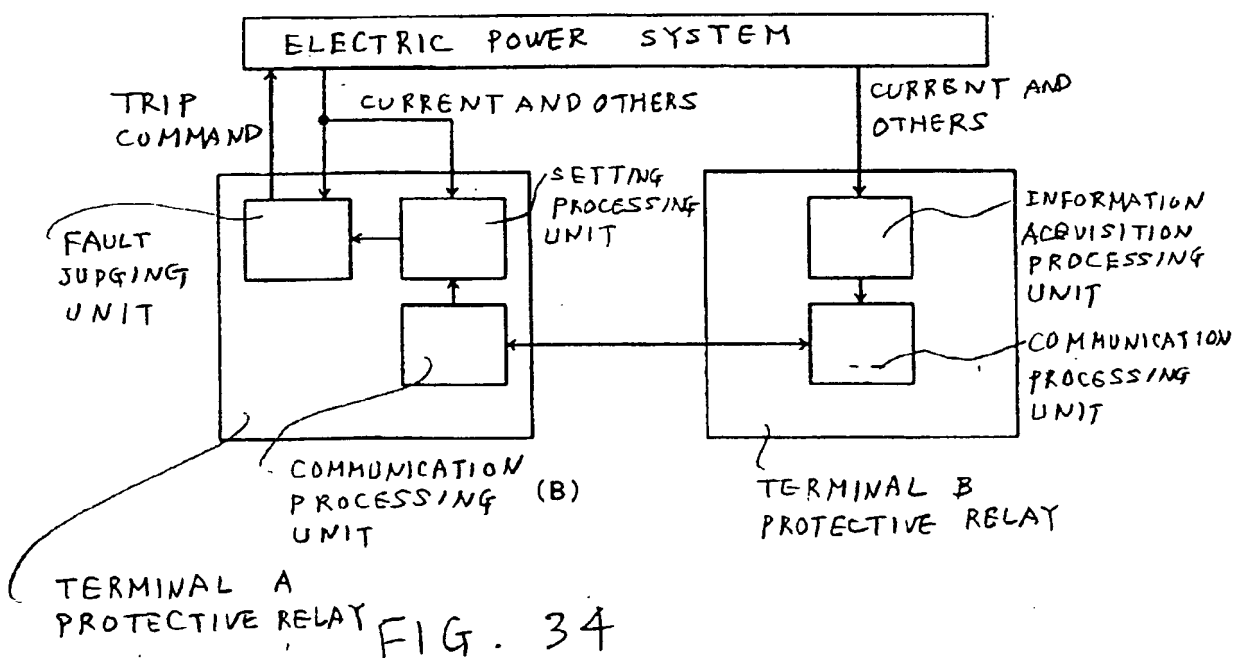 ELECTRIC POWER SYSTEM
TRIP
COMMAND
CURRENT AND OTHERS
CURRENT AND
OTHERS
SETTING
PROCESSING
UNIT
FAULT
JUDGING
UNIT
INFORMATION
ACQUISITION
PROCESSING
UNIT
COMMUNICATION
PROCESSING
UNIT
COMMUNICATION
PROCESSING (B)
UNIT
TERMINAL B
PROTECTIVE RELAY
TERMINAL A
PROTECTIVE RELAY
FIG. 34